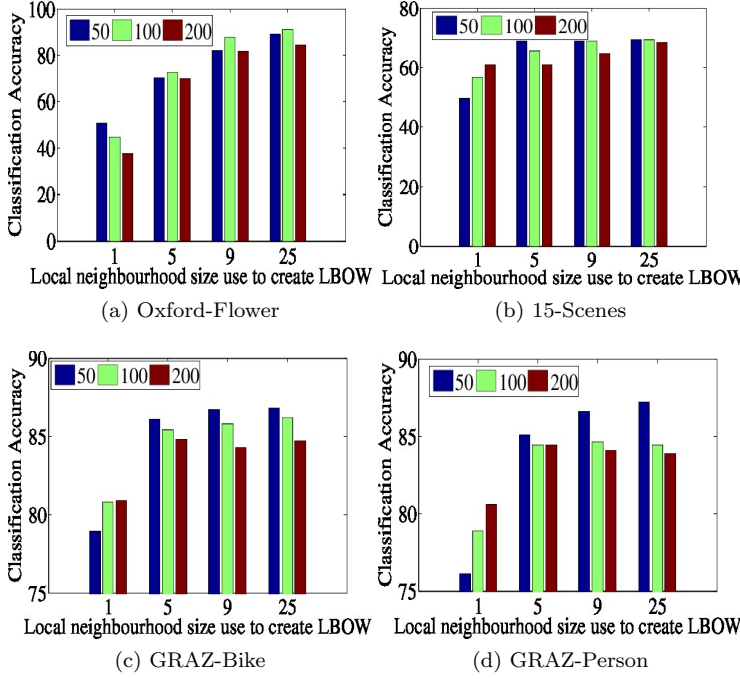 50 100 200
Classification Accuracy
100
80
60
40
20
0
1 5 9 25
Local neighbourhood size use to create LBOW
(a) Oxford-Flower
50 100 200
Classification Accuracy
80
60
40
20
0
1 5 9 25
Local neighbourhood size use to create LBOW
(b) 15-Scenes
50 100 200
Classification Accuracy
90
85
80
75
1 5 9 25
Local neighbourhood size use to create LBOW
(c) GRAZ-Bike
50 100 200
Classification Accuracy
90
85
80
75
1 5 9 25
Local neighbourhood size use to create LBOW
(d) GRAZ-Person